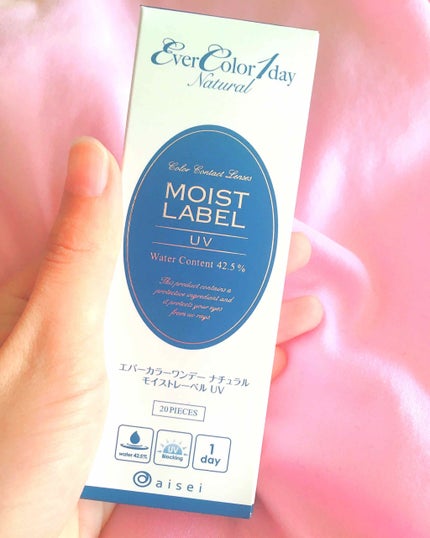 EverColor1day
Natural
Color Contact Lenses
MOIST
LABEL
UV
Water Content 42.5%
This product contains a
protective ingredient and
it protects your eyes
from uv rays
エバーカラーワンデー ナチュラル
モイストレーベル UV
20PIECES
water 42.5%
UV
Blocking
1
day
aisei